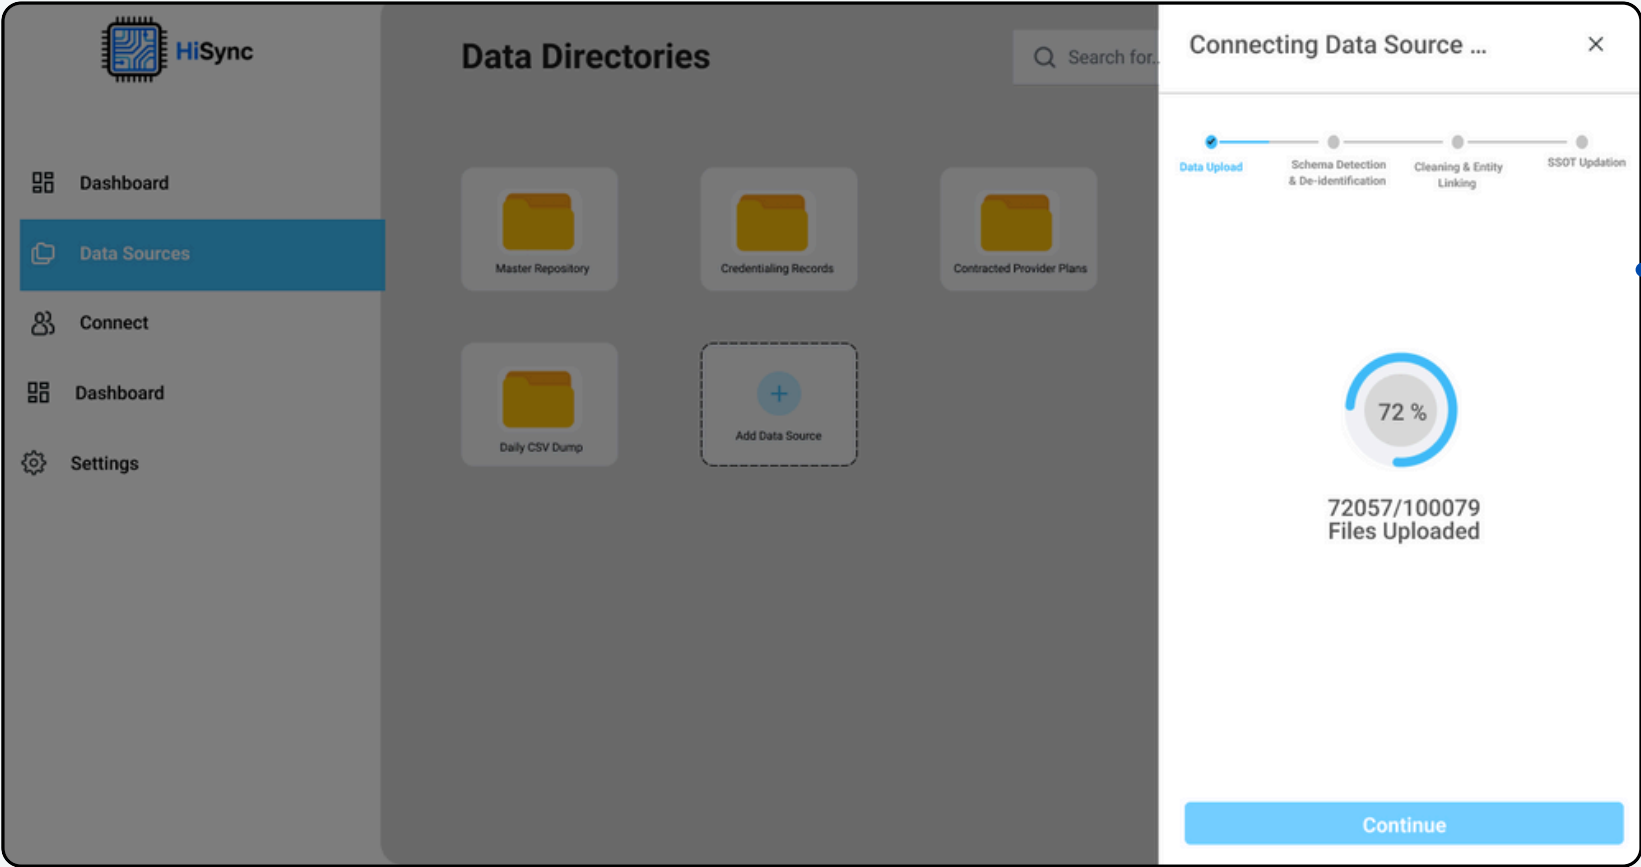 HiSync
Dashboard
Data Sources
Connect
Dashboard
Settings
Data Directories
Search for..
Master Repository
Credentialing Records
Contracted Provider Plans
Daily CSV Dump
Add Data Source
Connecting Data Source ...
Data Upload
Schema Detection
& De-identification
Cleaning & Entity
Linking
SSOT Updation
72 %
72057/100079
Files Uploaded
Continue